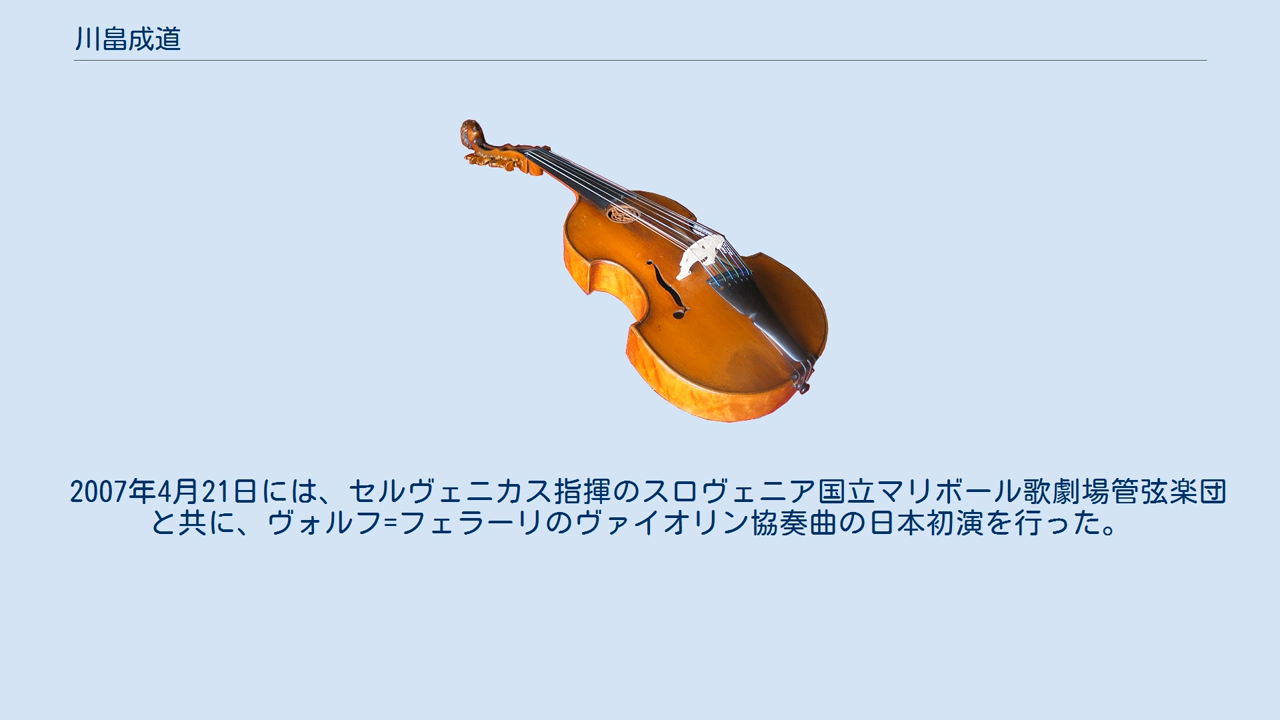 川畠成道
2007年4月21日には、セルヴェニカス指揮のスロヴェニア国立マリボール歌劇場管弦楽団
と共に、ヴォルフ=フェラーリのヴァイオリン協奏曲の日本初演を行った。